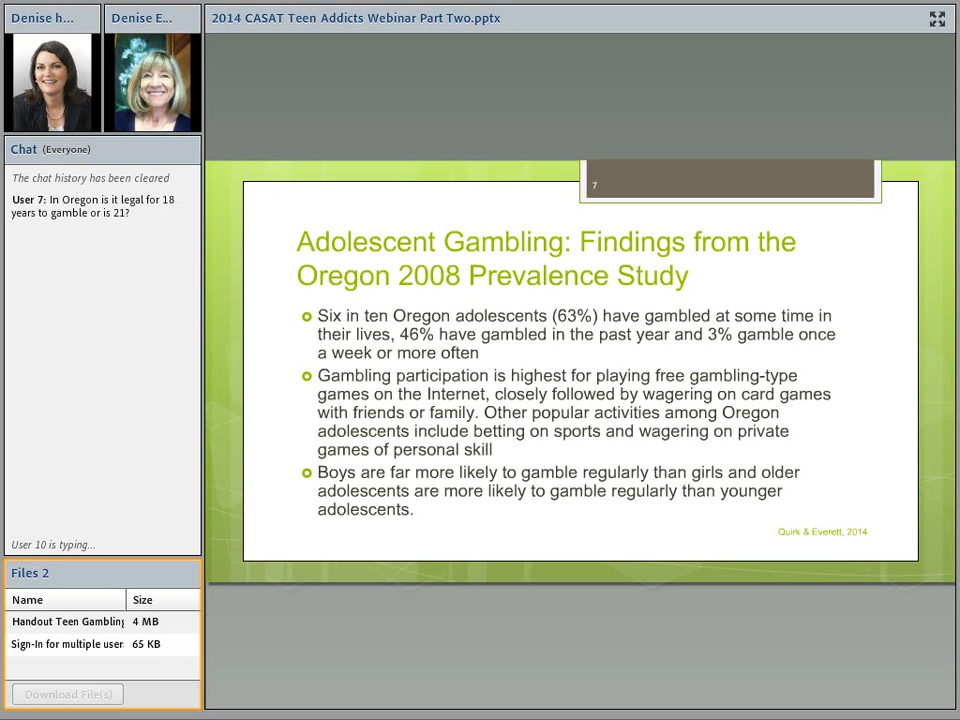 Denise h...
Denise E...
2014 CASAT Teen Addicts Webinar Part Two.pptx
Chat (Everyone)
The chat history has been cleared
User 7: In Oregon is it legal for 18
years to gamble or is 21?
User 10 is typing...
Files 2
Name Size
Handout Teen Gambling 4 MB
Sign-In for multiple user 65 KB
Download File(s)
7
Adolescent Gambling: Findings from the
Oregon 2008 Prevalence Study
Six in ten Oregon adolescents (63%) have gambled at some time in
their lives, 46% have gambled in the past year and 3% gamble once
a week or more often
Gambling participation is highest for playing free gambling-type
games on the Internet, closely followed by wagering on card games
with friends or family. Other popular activities among Oregon
adolescents include betting on sports and wagering on private
games of personal skill
Boys are far more likely to gamble regularly than girls and older
adolescents are more likely to gamble regularly than younger
adolescents.
Quirk & Everett, 2014